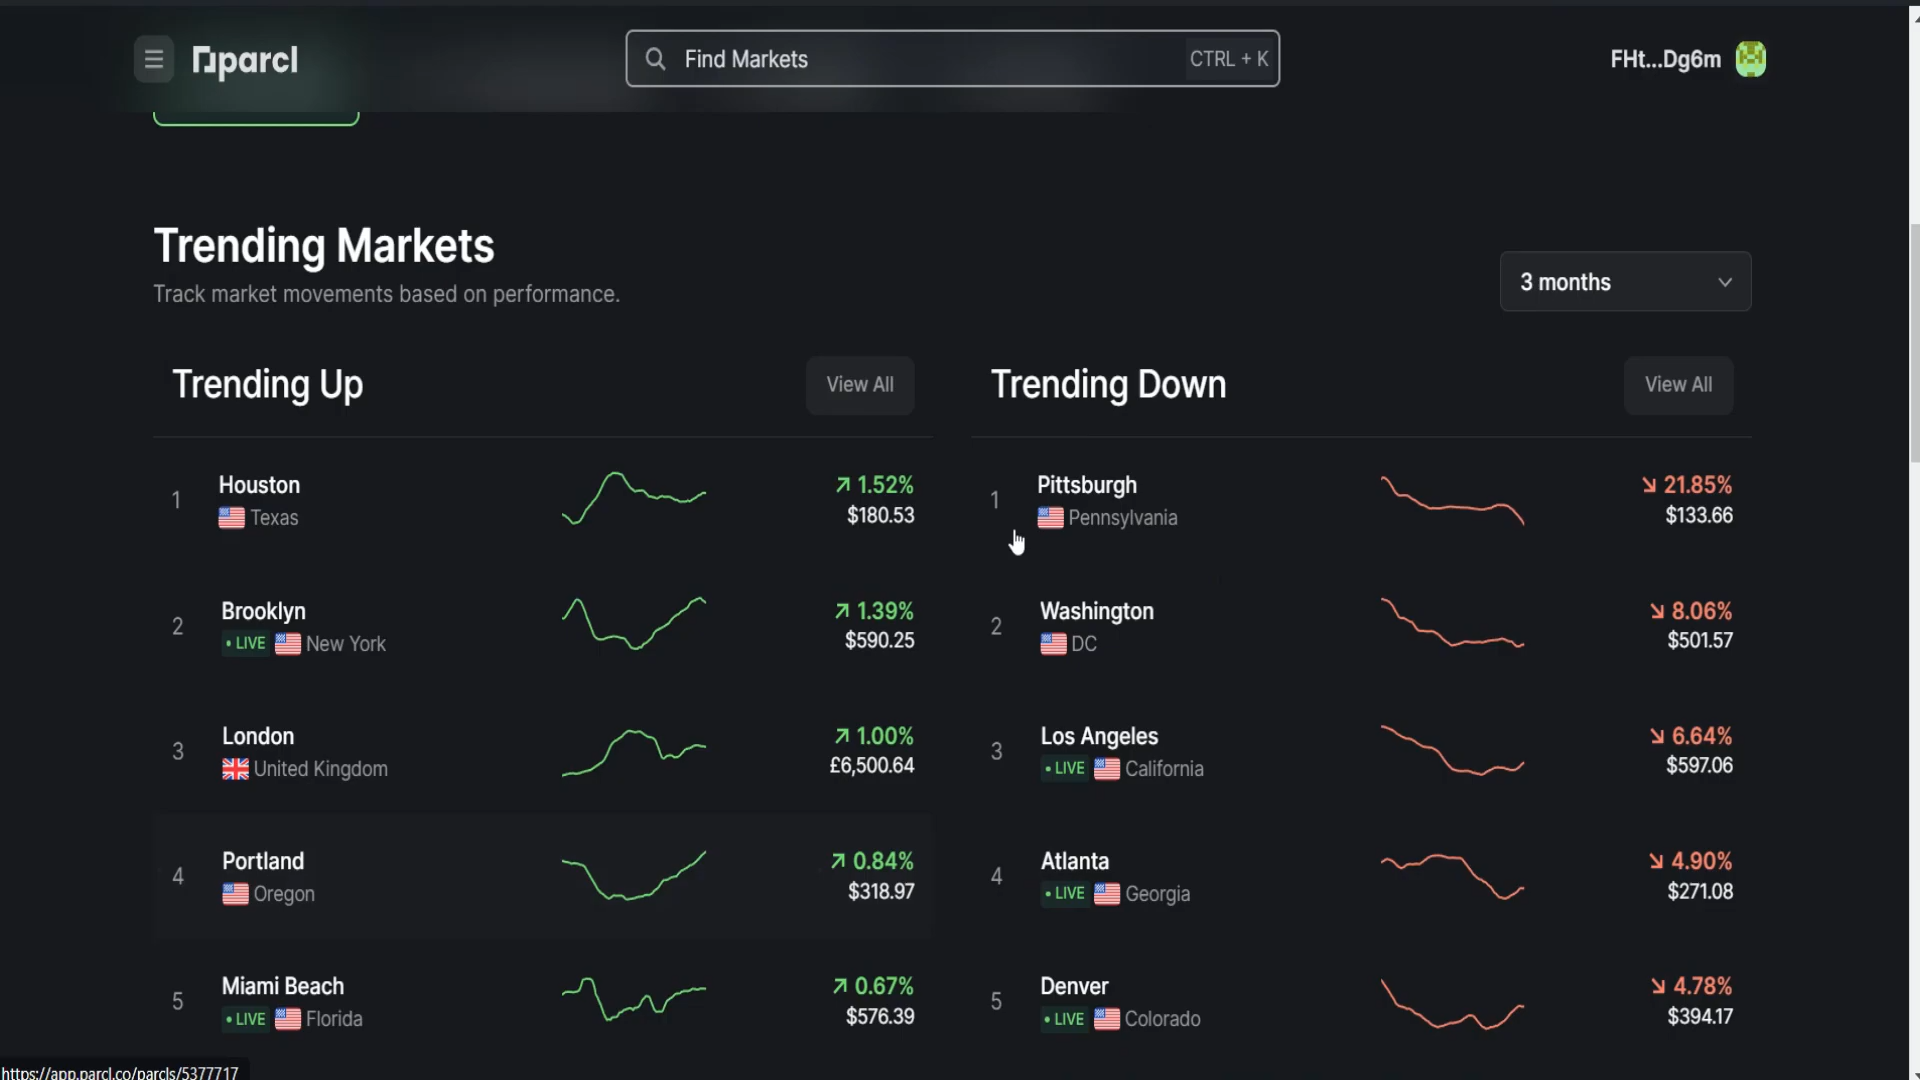 parcl
Find Markets
CTRL + K
FHt...Dg6m
Trending Markets
Track market movements based on performance.
3 months
Trending Up
View All
1
Houston
Texas
1.52%
$180.53
2
Brooklyn
• LIVE New York
1.39%
$590.25
3
London
United Kingdom
1.00%
£6,500.64
4
Portland
Oregon
0.84%
$318.97
5
Miami Beach
• LIVE Florida
0.67%
$576.39
Trending Down
View All
1
Pittsburgh
Pennsylvania
21.85%
$133.66
2
Washington
DC
8.06%
$501.57
3
Los Angeles
• LIVE California
6.64%
$597.06
4
Atlanta
• LIVE Georgia
4.90%
$271.08
5
Denver
• LIVE Colorado
4.78%
$394.17
https://app.parcl.co/parcls/5377717